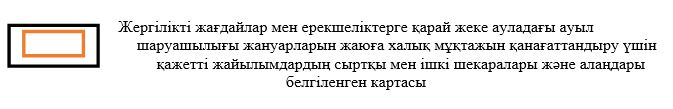 Жергілікті жағдайлар мен ерекшеліктерге қарай жеке ауладағы ауыл
шаруашылығы жануарларын жаюға халық мұқтажын қанағаттандыру үшін
қажетті жайылымдардың сыртқы мен ішкі шекаралары және алаңдары
белгіленген картасы